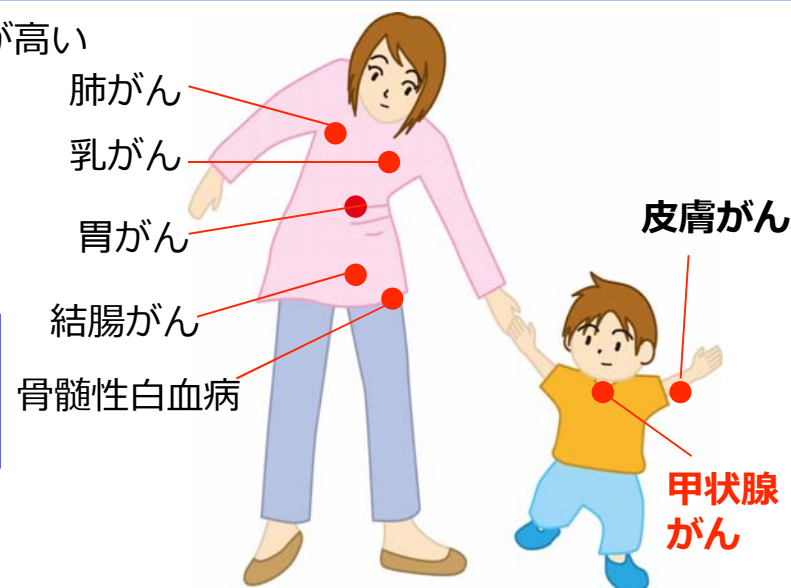 が高い
肺がん
乳がん
胃がん
皮膚がん
結腸がん
骨髄性白血病
甲状腺
がん